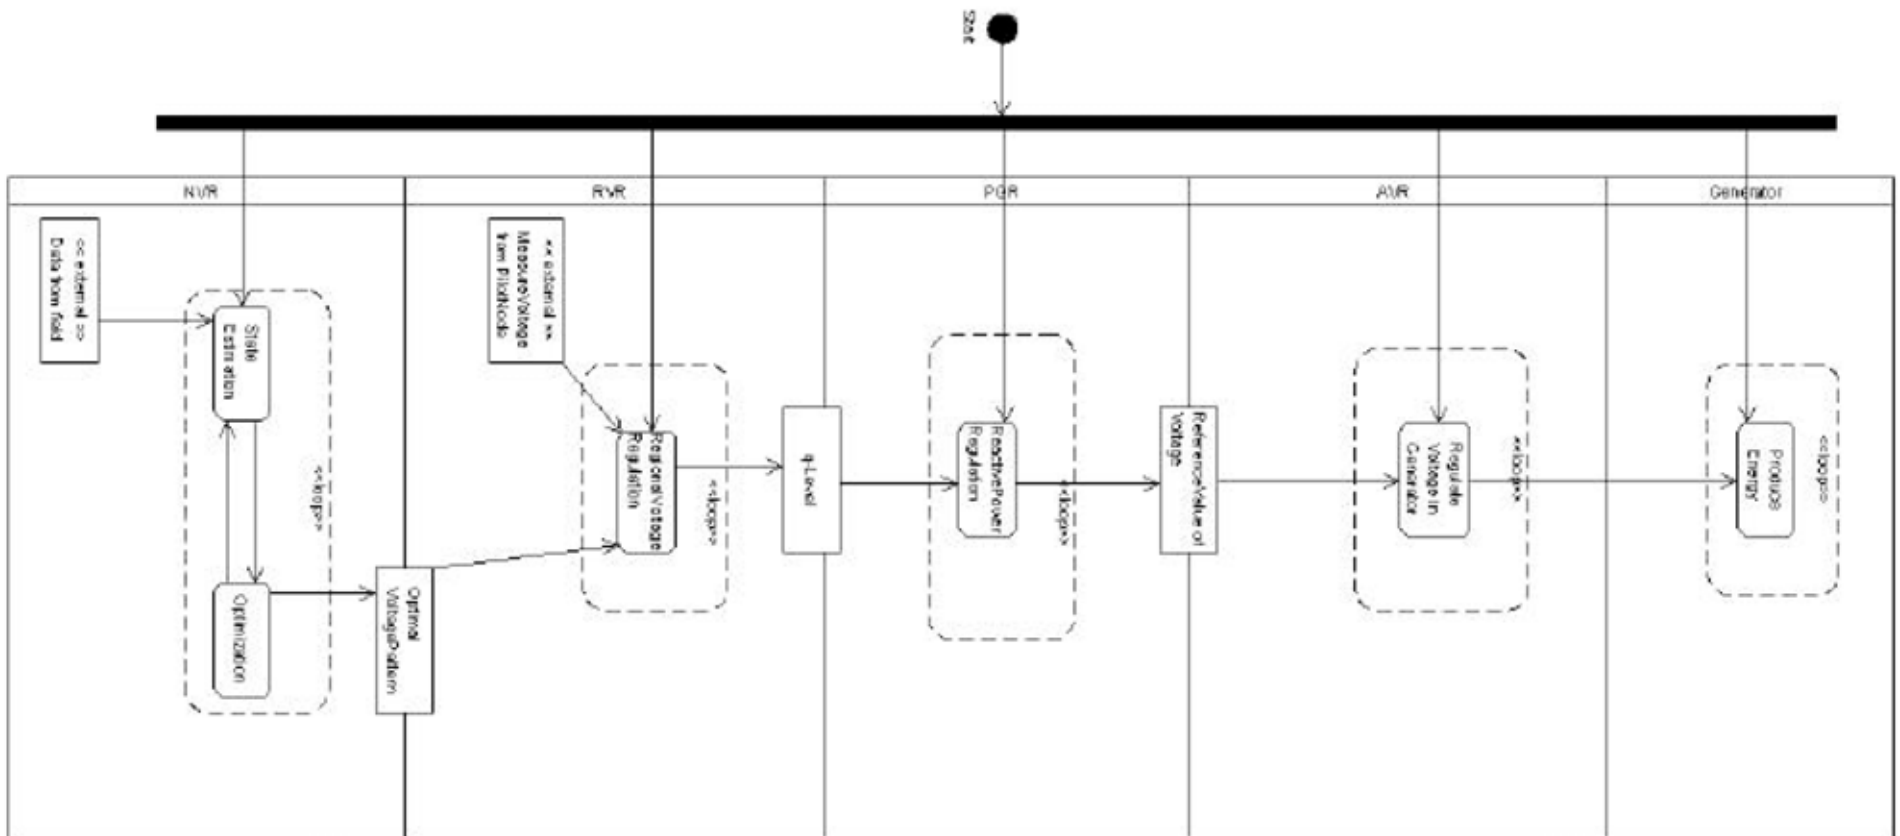 Start
NVR
RVR
PQR
AVR
Generator
<< external >>
Data from field
State
Estimation
<<loop>>
Optimization
Optimal
VoltagePattern
<< external >>
MeasureVoltage
from PilotNode
RegionalVoltage
Regulation
<<loop>>
q-Level
ReactivePower
Regulation
<<loop>>
ReferenceValue of
Voltage
Regulate
Voltage in
Generator
<<loop>>
Produce
Energy
<<loop>>